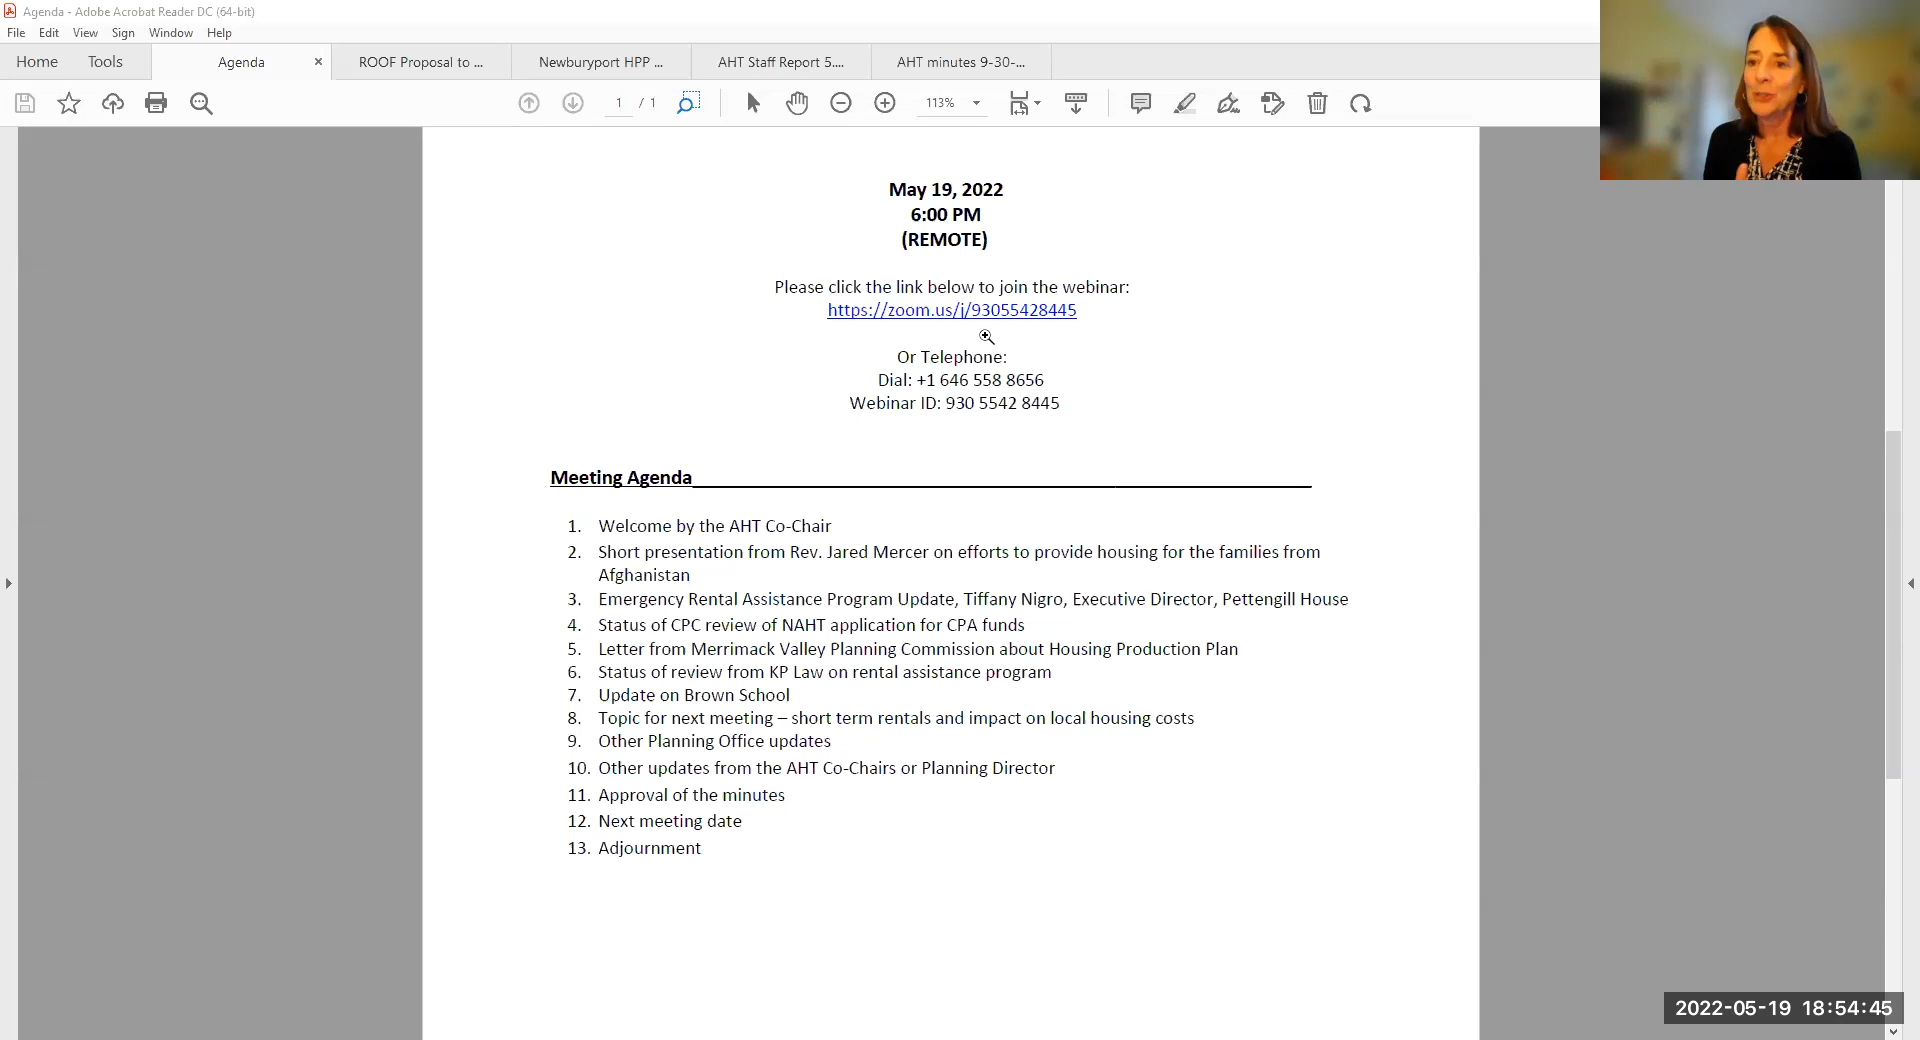 Agenda - Adobe Acrobat Reader DC (64-bit)
File Edit View Sign Window Help
Home Tools Agenda × ROOF Proposal to ... Newburyport HPP ... AHT Staff Report 5.... AHT minutes 9-30-...
1 / 1 113%
May 19, 2022
6:00 PM
(REMOTE)
Please click the link below to join the webinar:
https://zoom.us/j/93055428445
Or Telephone:
Dial: +1 646 558 8656
Webinar ID: 930 5542 8445
Meeting Agenda
1. Welcome by the AHT Co-Chair
2. Short presentation from Rev. Jared Mercer on efforts to provide housing for the families from
Afghanistan
3. Emergency Rental Assistance Program Update, Tiffany Nigro, Executive Director, Pettengill House
4. Status of CPC review of NAHT application for CPA funds
5. Letter from Merrimack Valley Planning Commission about Housing Production Plan
6. Status of review from KP Law on rental assistance program
7. Update on Brown School
8. Topic for next meeting – short term rentals and impact on local housing costs
9. Other Planning Office updates
10. Other updates from the AHT Co-Chairs or Planning Director
11. Approval of the minutes
12. Next meeting date
13. Adjournment
2022-05-19 18:54:45